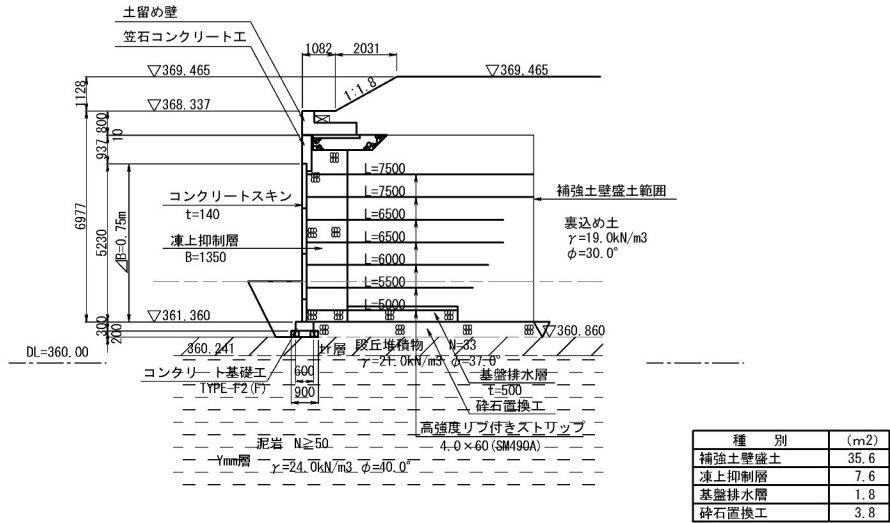 土留め壁
笠石コンクリート工
1082
2031
▽369.465
▽369.465
1:1.8
1128
▽368.337
800
10
937
L=7500
L=7500
L=6500
L=6500
L=6000
L=5500
L=5000
コンクリートスキン
t=140
補強土壁盛土範囲
裏込め土
γ=19.0kN/m3
φ=30.0°
凍上抑制層
B=1350
6977
5230
⊿B=0.75m
▽361.360
▽360.860
300
200
DL=360.00
360.241
tr層
段丘堆積物
N=33
γ=21.0kN/m3 φ=37.0°
コンクリート基礎工
TYPE-F2(F)
600
900
基盤排水層
t=500
砕石置換工
高強度リブ付きストリップ
4.0×60(SM490A)
泥岩 N≧50
Ymm層
γ=24.0kN/m3 φ=40.0°
種 別 (m2)
補強土壁盛土 35.6
凍上抑制層 7.6
基盤排水層 1.8
砕石置換工 3.8